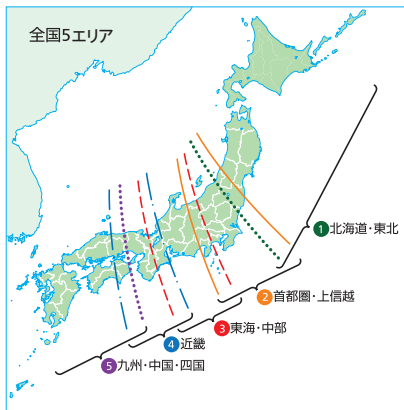 全国5エリア
1北海道・東北
2首都圏・上信越
3東海・中部
4近畿
5九州・中国・四国